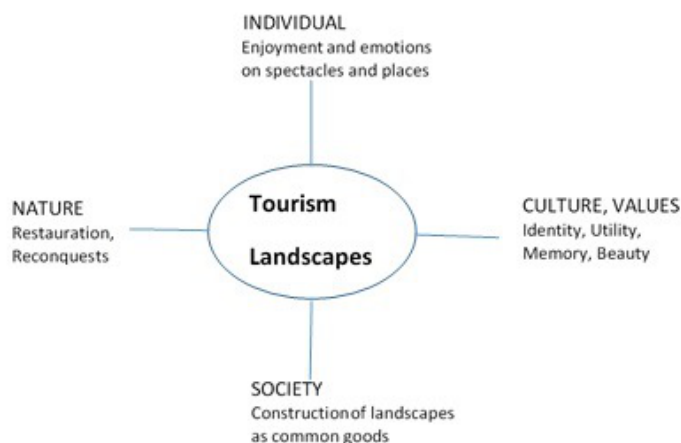 INDIVIDUAL
Enjoyment and emotions
on spectacles and places
NATURE
Restauration,
Reconquests
Tourism
Landscapes
CULTURE, VALUES
Identity, Utility,
Memory, Beauty
SOCIETY
Construction of landscapes
as common goods